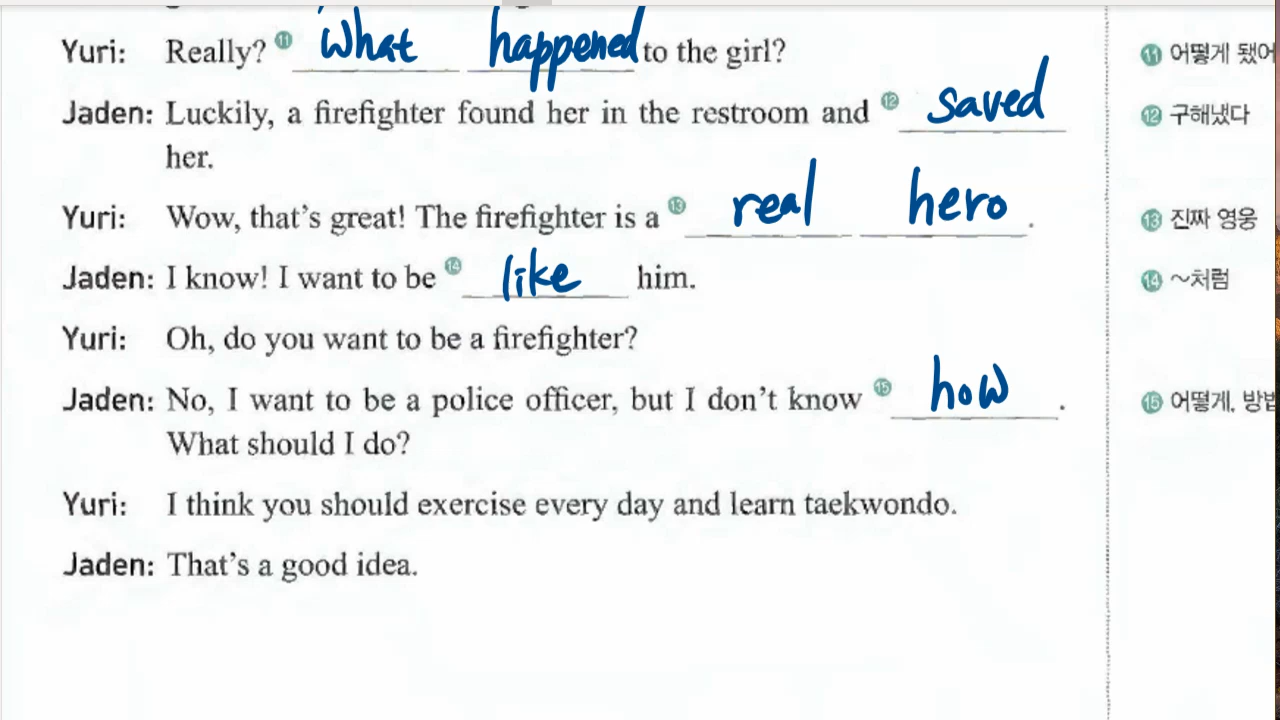 Yuri: Really? ⑪ what happened to the girl? ⑪ 어떻게 됐어
Jaden: Luckily, a firefighter found her in the restroom and ⑫ saved ⑫ 구해냈다
her.
Yuri: Wow, that's great! The firefighter is a ⑬ real hero. ⑬ 진짜 영웅
Jaden: I know! I want to be ⑭ like him. ⑭ ~처럼
Yuri: Oh, do you want to be a firefighter?
Jaden: No, I want to be a police officer, but I don't know ⑮ how. ⑮ 어떻게, 방법
What should I do?
Yuri: I think you should exercise every day and learn taekwondo.
Jaden: That's a good idea.